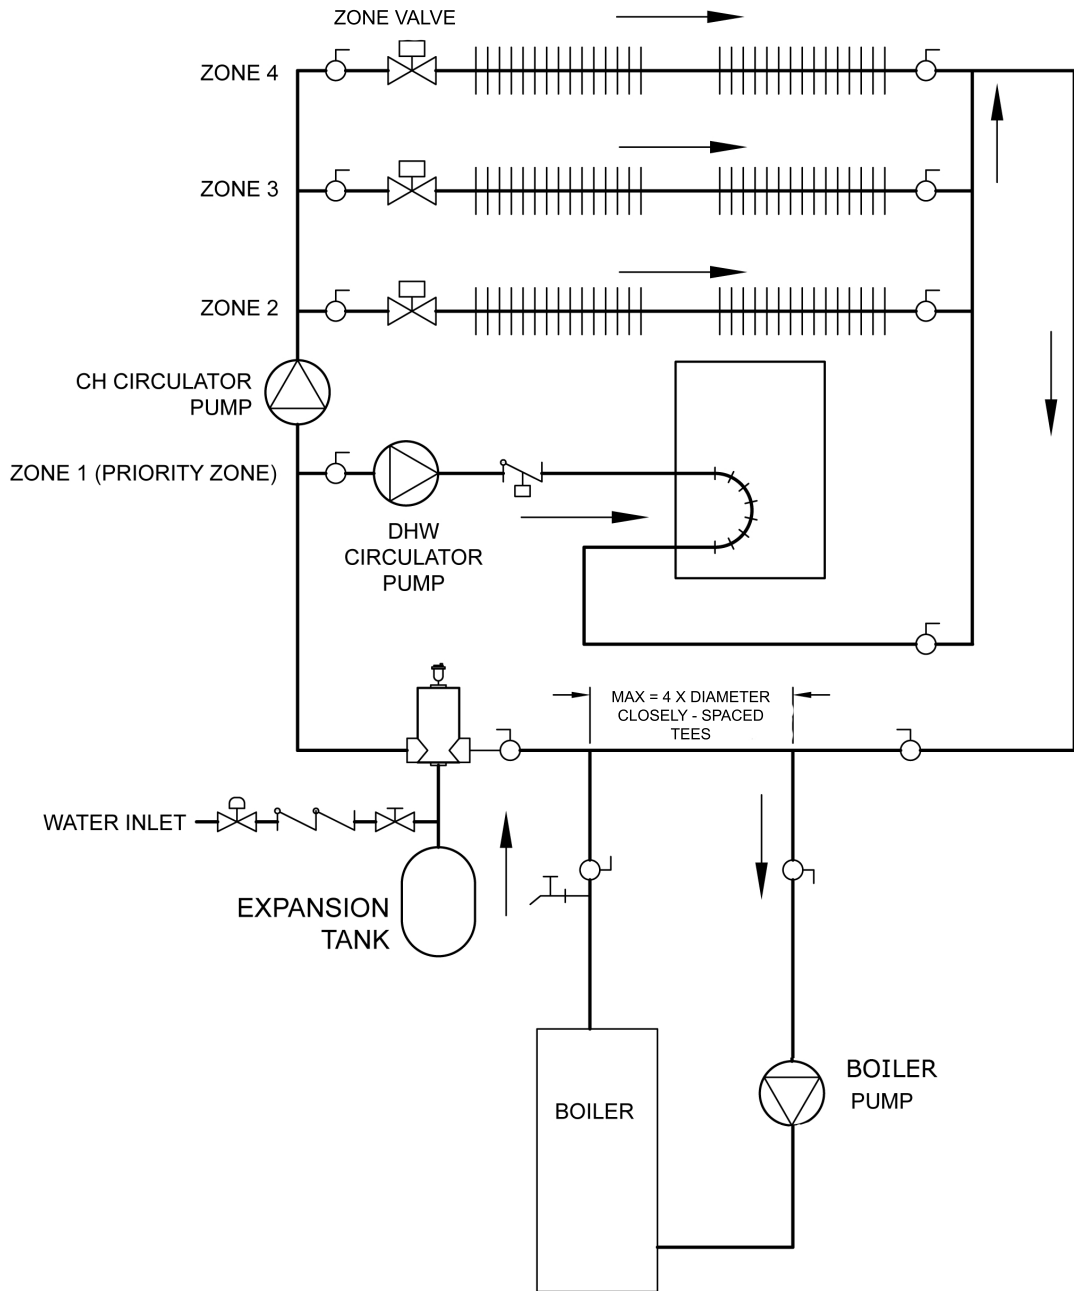 ZONE VALVE
ZONE 4
ZONE 3
ZONE 2
CH CIRCULATOR
PUMP
ZONE 1 (PRIORITY ZONE)
DHW
CIRCULATOR
PUMP
MAX = 4 X DIAMETER
CLOSELY - SPACED
TEES
WATER INLET
EXPANSION
TANK
BOILER
PUMP
BOILER